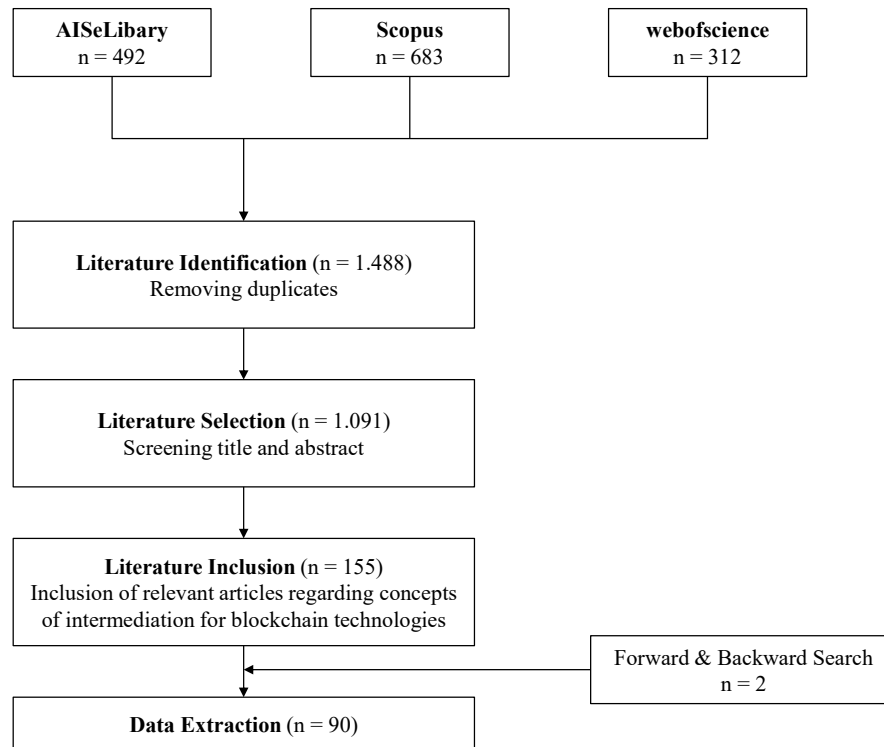 AISeLibary
n = 492
Scopus
n = 683
webofscience
n = 312
Literature Identification (n = 1.488)
Removing duplicates
Literature Selection (n = 1.091)
Screening title and abstract
Literature Inclusion (n = 155)
Inclusion of relevant articles regarding concepts
of intermediation for blockchain technologies
Forward & Backward Search
n = 2
Data Extraction (n = 90)